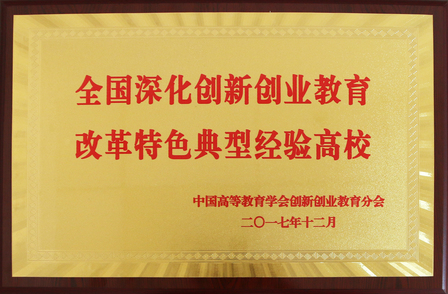 全国深化创新创业教育
改革特色典型经验高校
中国高等教育学会创新创业教育分会
二〇一七年十二月